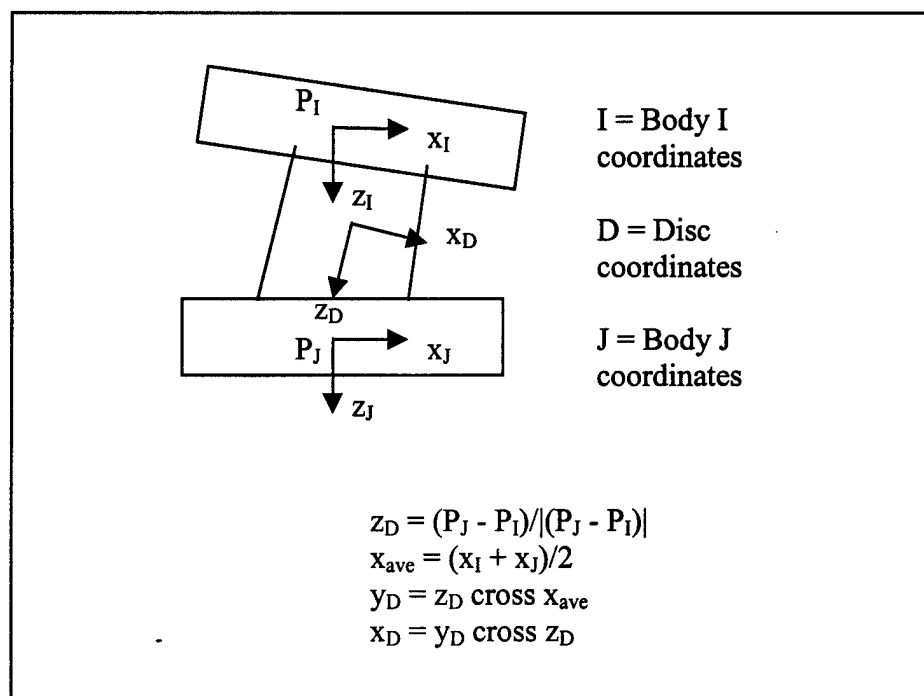 P_I
x_I
z_I
I = Body I
coordinates
x_D
D = Disc
coordinates
z_D
P_J
x_J
J = Body J
coordinates
z_J
z_D = (P_J - P_I)/|(P_J - P_I)|
x_ave = (x_I + x_J)/2
y_D = z_D cross x_ave
x_D = y_D cross z_D